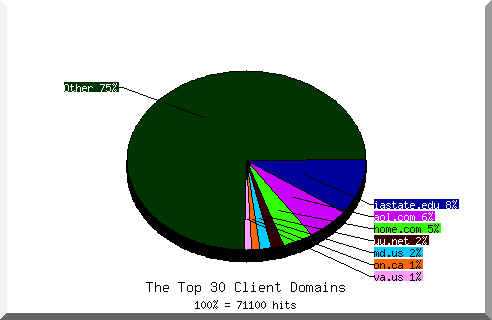 Other 75%
iastate.edu 8%
aol.com 6%
home.com 5%
uu.net 2%
md.us 2%
on.ca 1%
va.us 1%
The Top 30 Client Domains
100% = 71100 hits